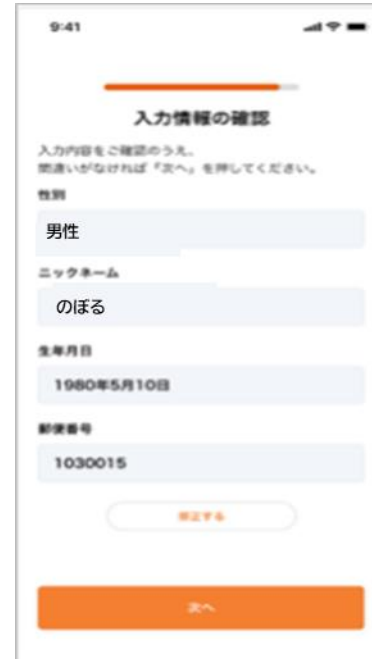 9:41
入力情報の確認
入力内容をご確認のうえ、
間違いがなければ「次へ」を押してください。
性別
男性
ニックネーム
のぼる
生年月日
1980年5月10日
郵便番号
1030015
修正する
次へ